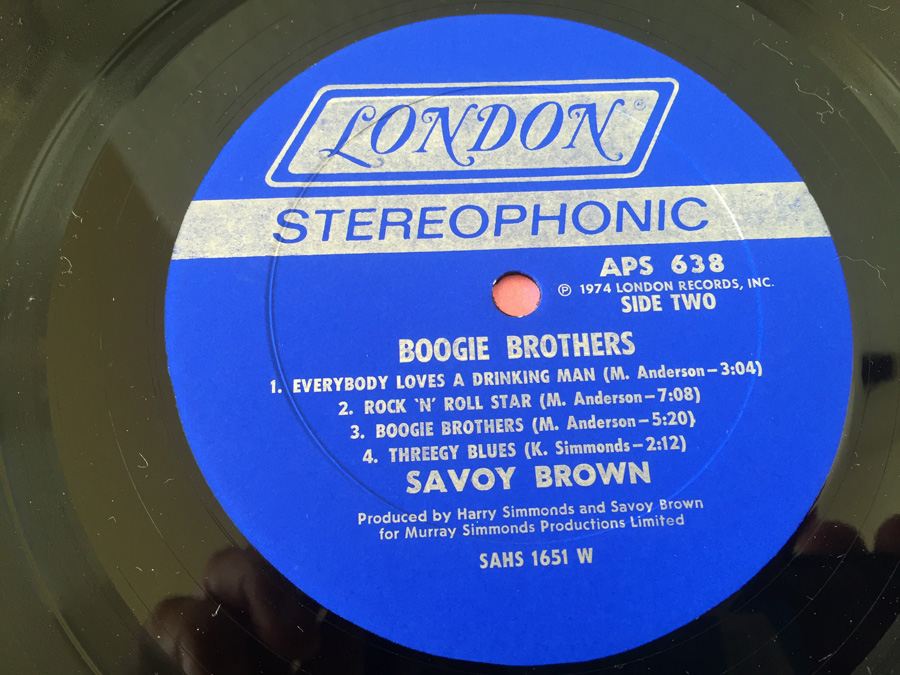 LONDON ®
STEREOPHONIC
APS 638
℗ 1974 LONDON RECORDS, INC.
SIDE TWO
BOOGIE BROTHERS
1. EVERYBODY LOVES A DRINKING MAN (M. Anderson–3:04)
2. ROCK 'N' ROLL STAR (M. Anderson–7:08)
3. BOOGIE BROTHERS (M. Anderson–5:20}
4. THREEGY BLUES (K. Simmonds–2:12)
SAVOY BROWN
Produced by Harry Simmonds and Savoy Brown
for Murray Simmonds Productions Limited
SAHS 1651 W